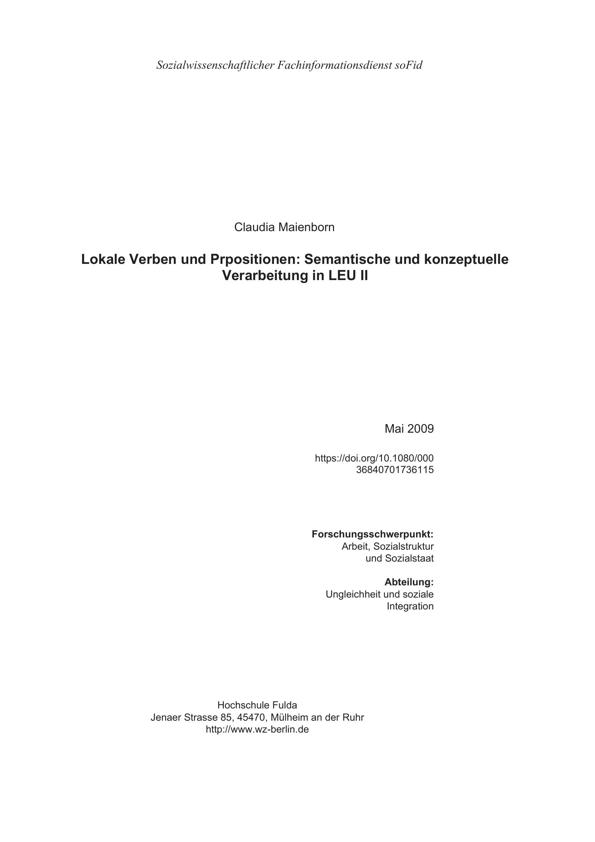 Sozialwissenschaftlicher Fachinformationsdienst soFid
Claudia Maienborn
Lokale Verben und Prpositionen: Semantische und konzeptuelle
Verarbeitung in LEU II
Mai 2009
https://doi.org/10.1080/000
36840701736115
Forschungsschwerpunkt:
Arbeit, Sozialstruktur
und Sozialstaat
Abteilung:
Ungleichheit und soziale
Integration
Hochschule Fulda
Jenaer Strasse 85, 45470, Mülheim an der Ruhr
http://www.wz-berlin.de